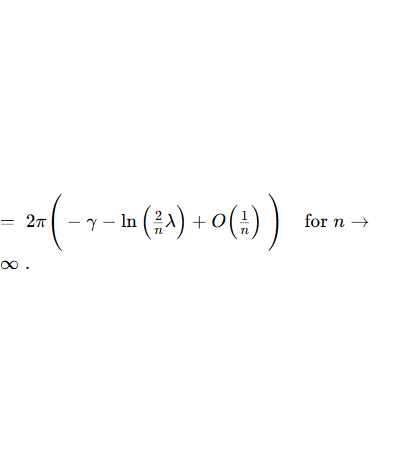 = 2π( − γ − ln (2/n λ) + O(1/n) ) for n →
∞ .